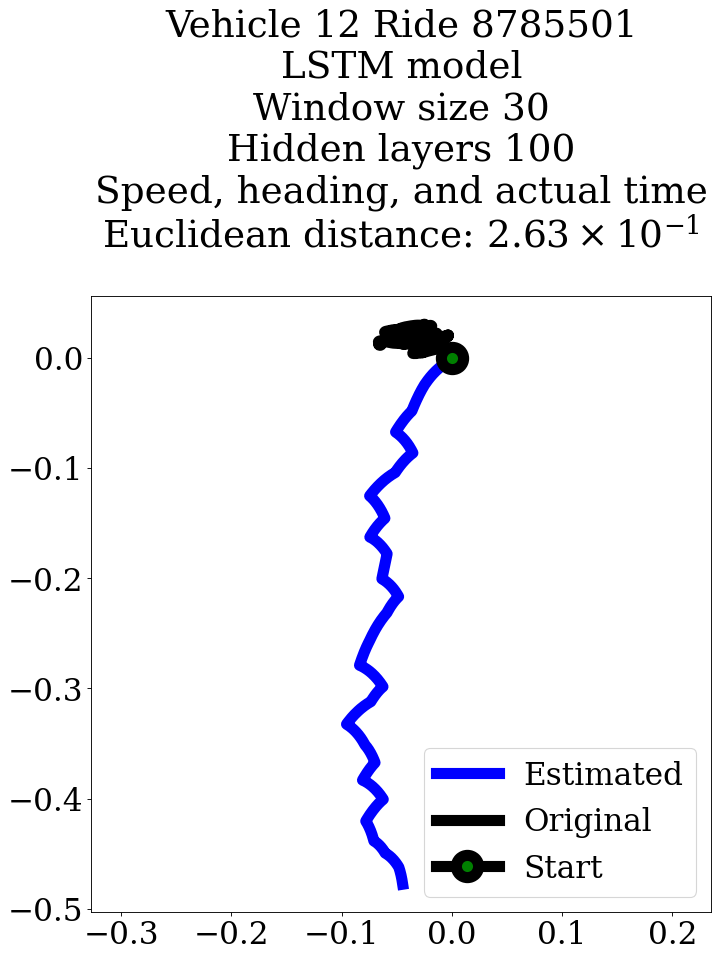 Vehicle 12 Ride 8785501
LSTM model
Window size 30
Hidden layers 100
Speed, heading, and actual time
Euclidean distance: 2.63 × 10⁻¹
0.0
−0.1
−0.2
−0.3
−0.4
−0.5
Estimated
Original
Start
−0.3 −0.2 −0.1 0.0 0.1 0.2